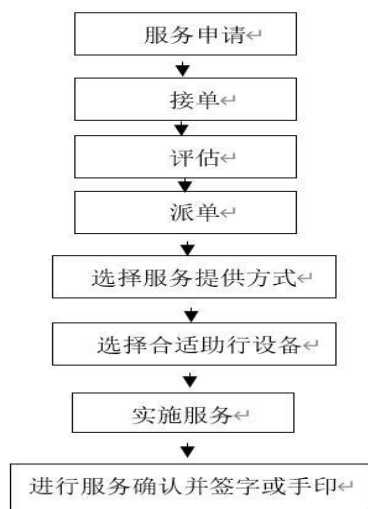 服务申请↵
接单↵
评估↵
派单↵
选择服务提供方式↵
选择合适助行设备↵
实施服务↵
进行服务确认并签字或手印↵